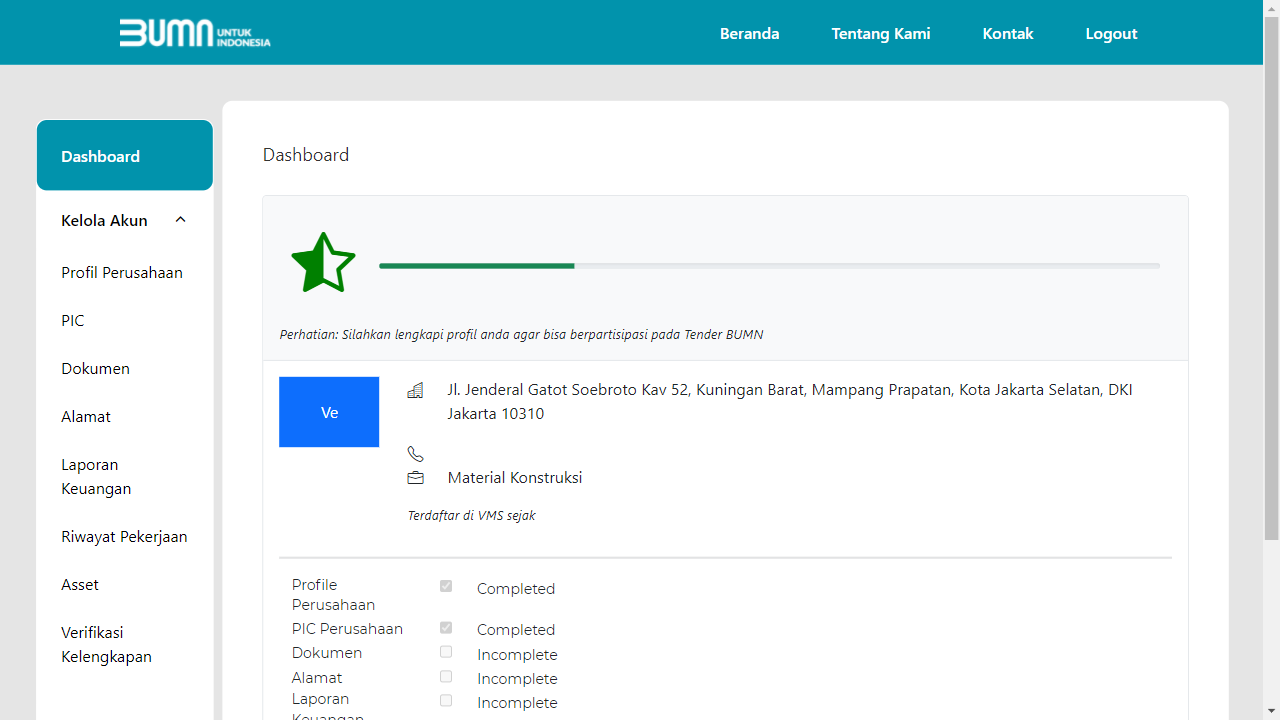 BUMN UNTUK INDONESIA
Beranda
Tentang Kami
Kontak
Logout
Dashboard
Kelola Akun
Profil Perusahaan
PIC
Dokumen
Alamat
Laporan
Keuangan
Riwayat Pekerjaan
Asset
Verifikasi
Kelengkapan
Dashboard
Perhatian: Silahkan lengkapi profil anda agar bisa berpartisipasi pada Tender BUMN
Ve
Jl. Jenderal Gatot Soebroto Kav 52, Kuningan Barat, Mampang Prapatan, Kota Jakarta Selatan, DKI
Jakarta 10310
Material Konstruksi
Terdaftar di VMS sejak
Profile
Perusahaan
Completed
PIC Perusahaan
Completed
Dokumen
Incomplete
Alamat
Incomplete
Laporan
Keuangan
Incomplete